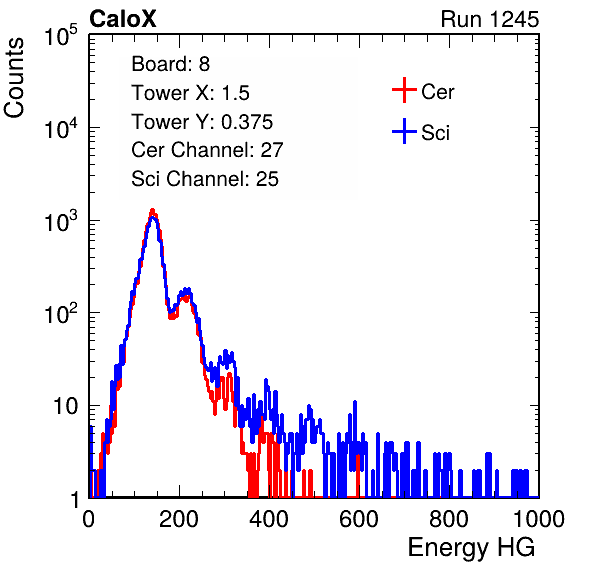 CaloX Run 1245
Counts
Board: 8
Tower X: 1.5
Tower Y: 0.375
Cer Channel: 27
Sci Channel: 25
Cer
Sci
10^5
10^4
10^3
10^2
10
1
0 200 400 600 800 1000
Energy HG